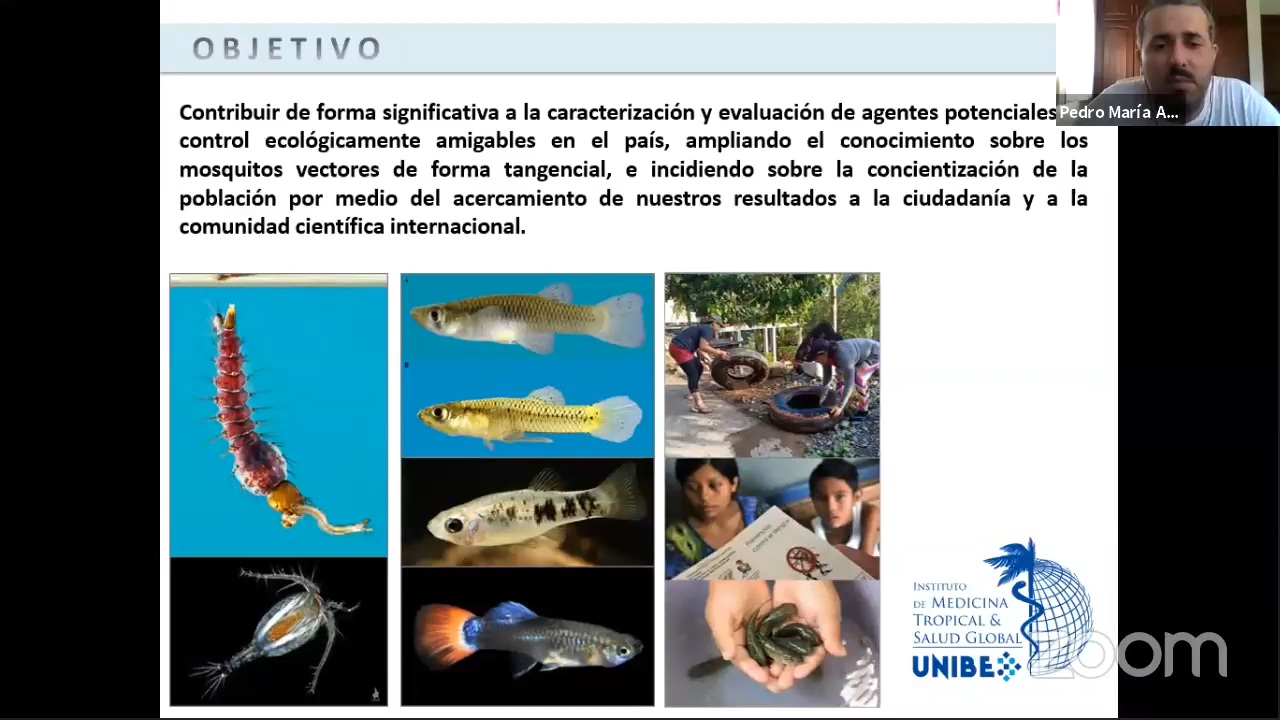 OBJETIVO
Pedro María A...
Contribuir de forma significativa a la caracterización y evaluación de agentes potenciales
control ecológicamente amigables en el país, ampliando el conocimiento sobre los
mosquitos vectores de forma tangencial, e incidiendo sobre la concientización de la
población por medio del acercamiento de nuestros resultados a la ciudadanía y a la
comunidad científica internacional.
A
B
INSTITUTO
DE MEDICINA
TROPICAL &
SALUD GLOBAL
UNIBE
zoom